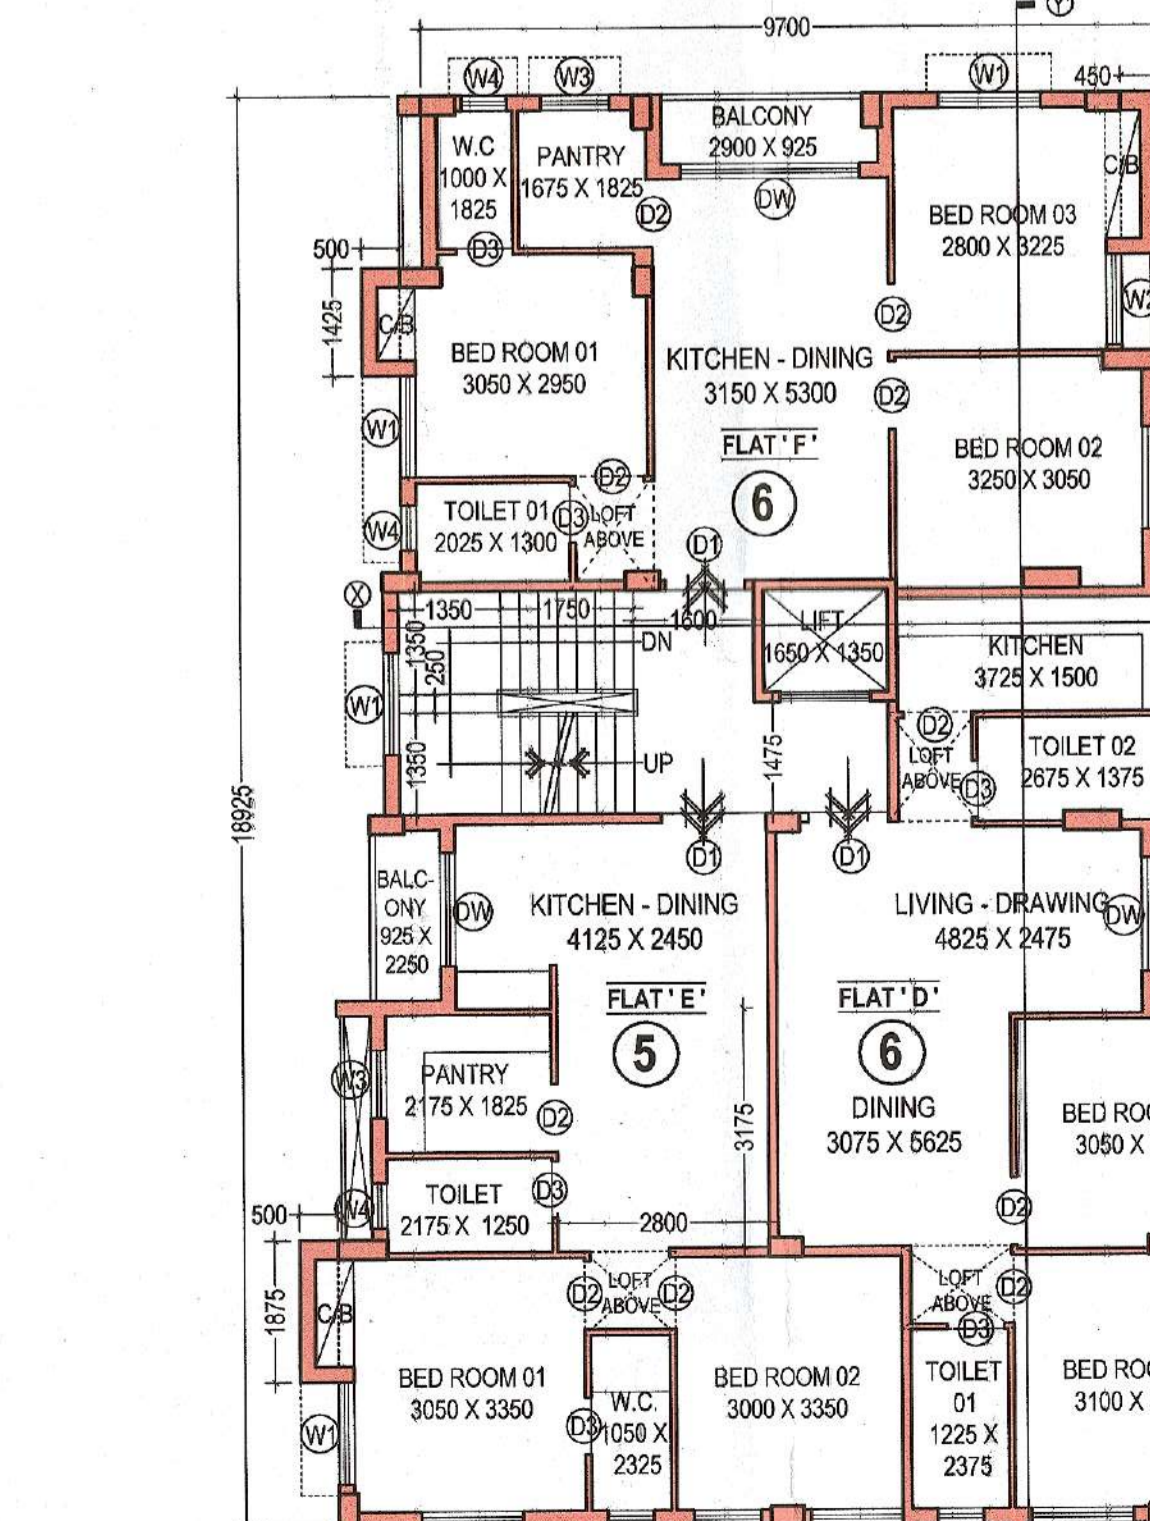 9700
W4
W3
W1
450
W.C
1000 X
1825
PANTRY
1675 X 1825
BALCONY
2900 X 925
DW
D2
C/B
BED ROOM 03
2800 X 3225
500
D3
W2
1425
C/B
D2
BED ROOM 01
3050 X 2950
KITCHEN - DINING
3150 X 5300
D2
W1
FLAT ' F '
6
BED ROOM 02
3250 X 3050
D2
TOILET 01
2025 X 1300
D3
LOFT
ABOVE
W4
D1
X
1350
1750
1600
LIFT
1650 X 1350
1350
250
DN
KITCHEN
3725 X 1500
W1
D2
LOFT
ABOVE
D3
TOILET 02
2675 X 1375
1350
UP
1475
18925
D1
D1
BALC-
ONY
925 X
2250
DW
KITCHEN - DINING
4125 X 2450
LIVING - DRAWING
4825 X 2475
DW
FLAT ' E '
5
FLAT ' D '
6
W3
PANTRY
2175 X 1825
D2
3175
DINING
3075 X 5625
BED ROO
3050 X
TOILET
2175 X 1250
D3
W4
500
2800
D2
1875
C/B
D2
LOFT
ABOVE
D2
LOFT
ABOVE
D2
D3
BED ROOM 01
3050 X 3350
W.C.
1050 X
2325
D3
BED ROOM 02
3000 X 3350
TOILET
01
1225 X
2375
BED ROO
3100 X
W1
Y